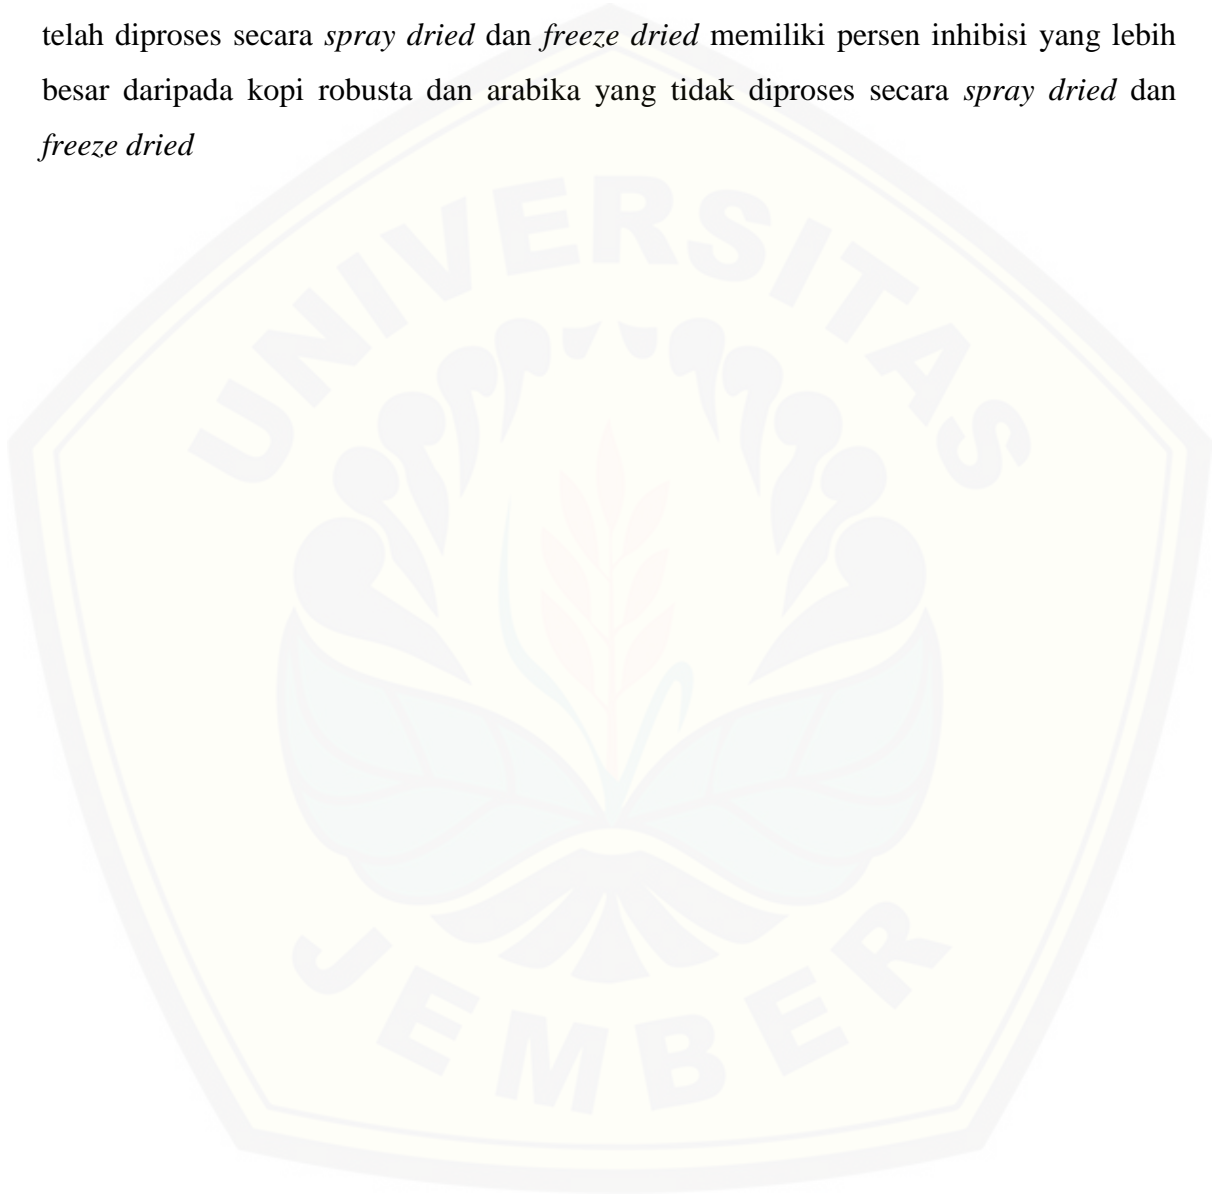 telah diproses secara spray dried dan freeze dried memiliki persen inhibisi yang lebih
besar daripada kopi robusta dan arabika yang tidak diproses secara spray dried dan
freeze dried
UNIVERSITAS
JEMBER